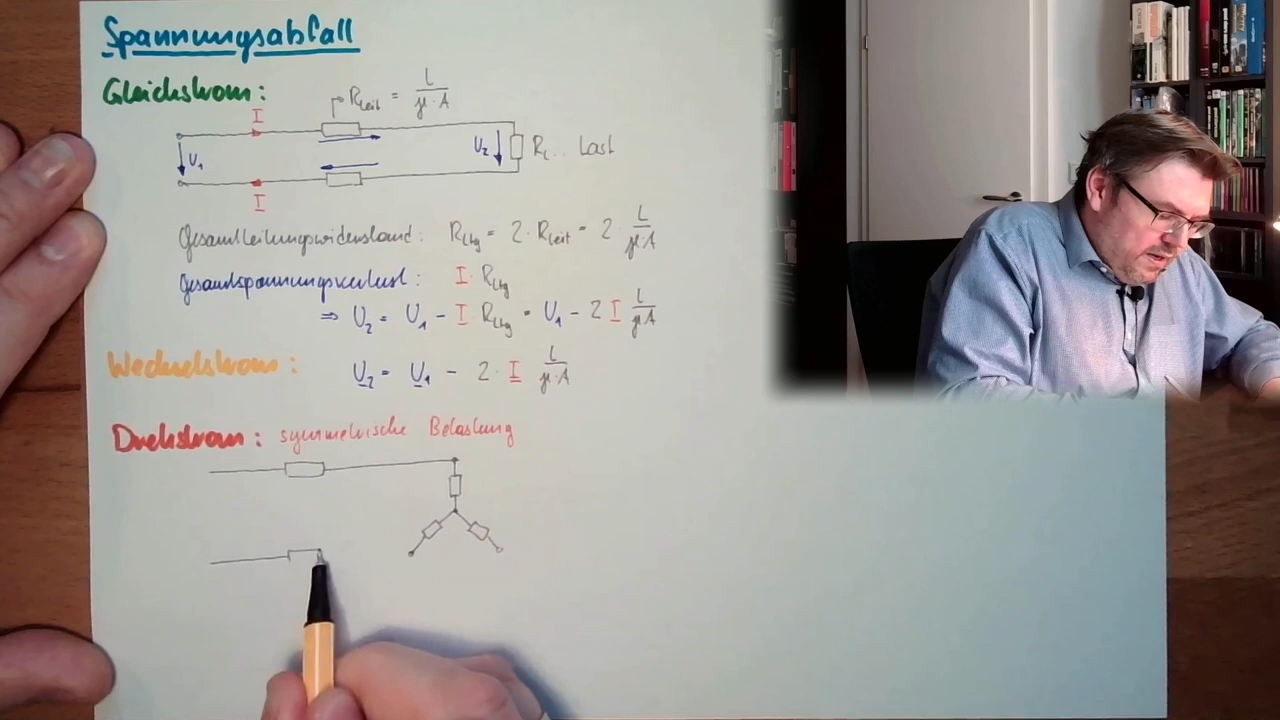 Spannungsabfall
Gleichstrom:
I
R_Leit = l / (ϰ · A)
U₁
U₂
R_L .. Last
I
Gesamtleitungswiderstand: R_Ltg = 2 · R_Leit = 2 · l / (ϰ A)
Gesamtspannungsverlust: I · R_Ltg
⇒ U₂ = U₁ - I R_Ltg = U₁ - 2 I l / (ϰ A)
Wechselstrom: U₂ = U₁ - 2 · I l / (ϰ · A)
Drehstrom: symmetrische Belastung